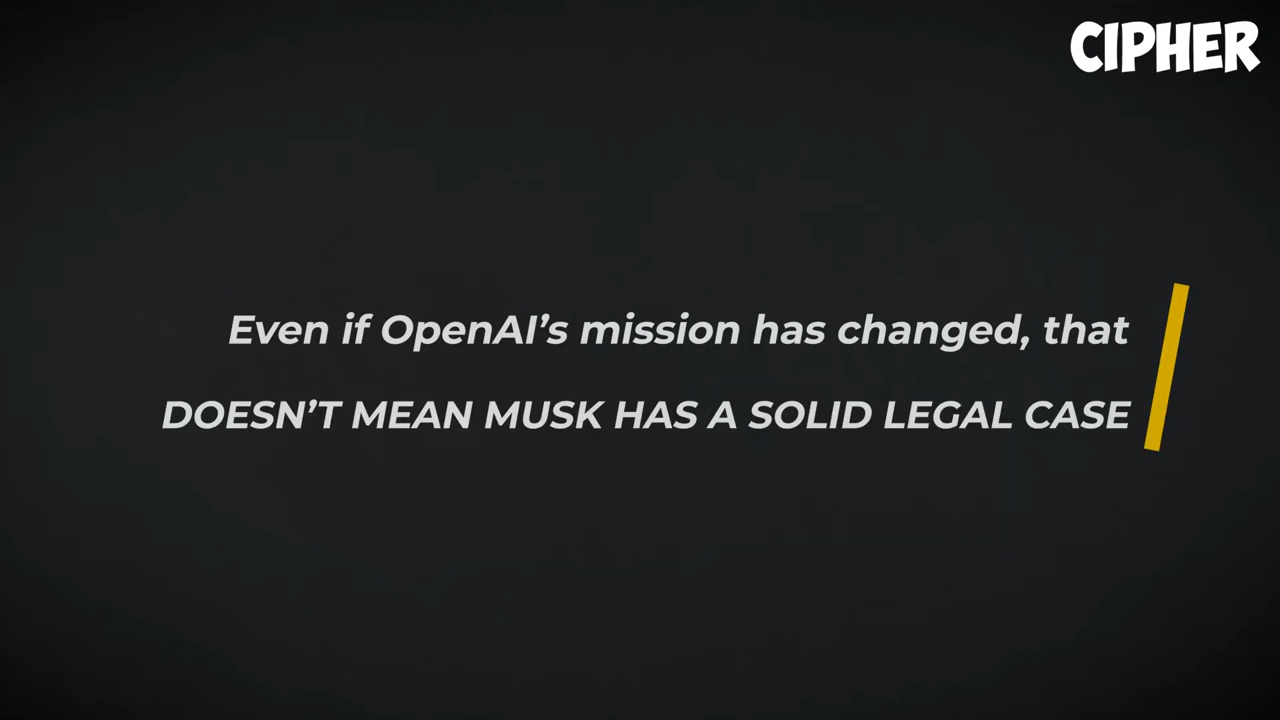 CIPHER
Even if OpenAI’s mission has changed, that
DOESN’T MEAN MUSK HAS A SOLID LEGAL CASE